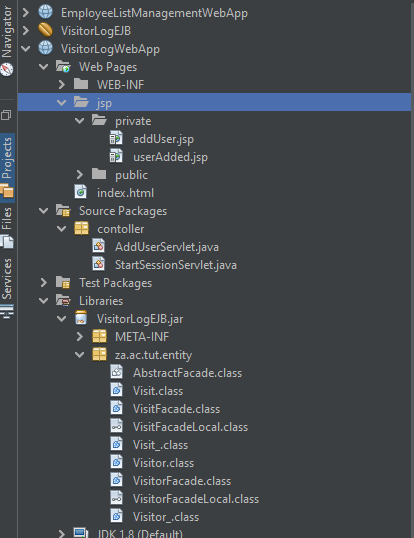 EmployeeListManagementWebApp
VisitorLogEJB
VisitorLogWebApp
Web Pages
WEB-INF
jsp
private
addUser.jsp
userAdded.jsp
public
index.html
Source Packages
contoller
AddUserServlet.java
StartSessionServlet.java
Test Packages
Libraries
VisitorLogEJB.jar
META-INF
za.ac.tut.entity
AbstractFacade.class
Visit.class
VisitFacade.class
VisitFacadeLocal.class
Visit_.class
Visitor.class
VisitorFacade.class
VisitorFacadeLocal.class
Visitor_.class
JDK 1.8 (Default)
Navigator
Projects
Files
Services